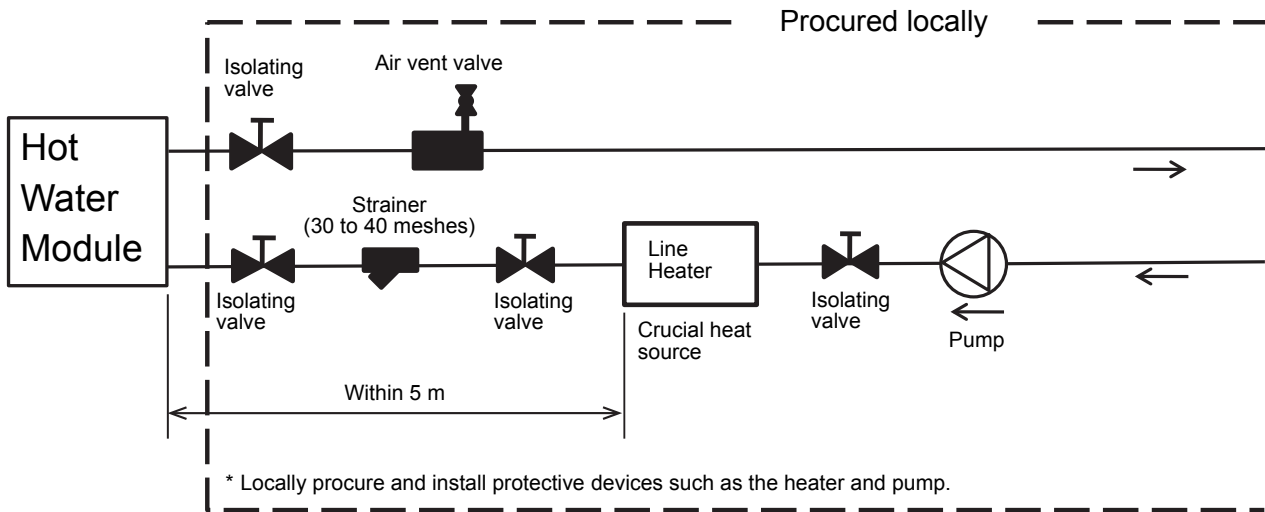 Procured locally
Isolating
valve
Air vent valve
Hot
Water
Module
Strainer
(30 to 40 meshes)
Line
Heater
Isolating
valve
Isolating
valve
Crucial heat
source
Isolating
valve
Pump
Within 5 m
* Locally procure and install protective devices such as the heater and pump.